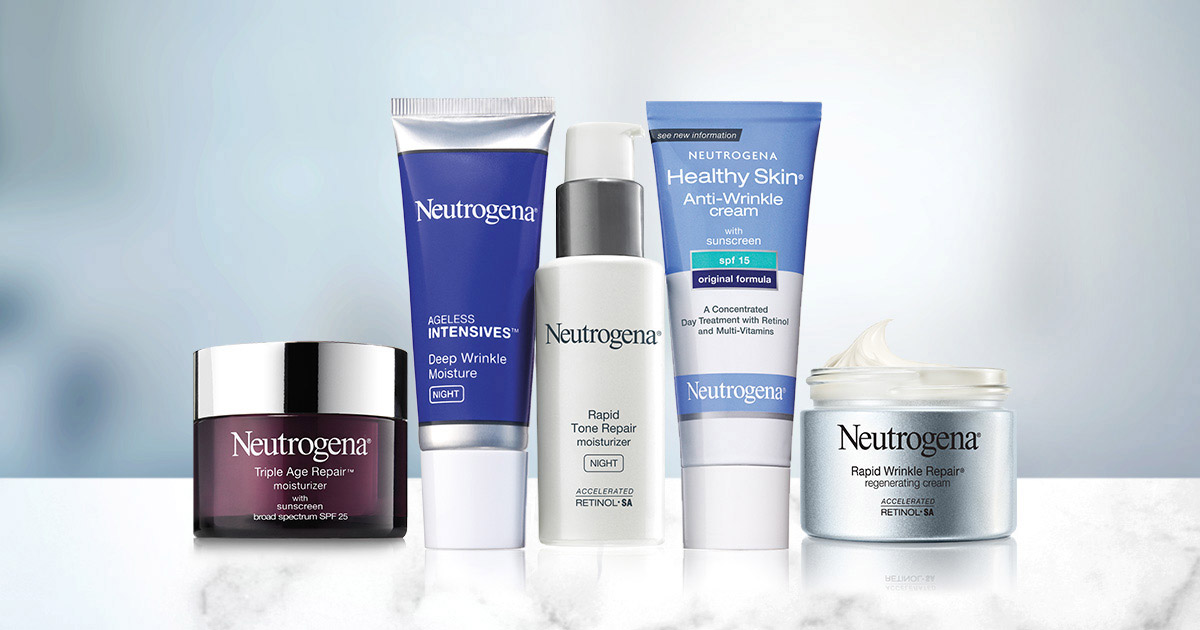 Neutrogena®
Triple Age Repair™
moisturizer
with
sunscreen
broad spectrum SPF 25
Neutrogena®
AGELESS
INTENSIVES™
Deep Wrinkle
Moisture
NIGHT
Neutrogena®
Rapid
Tone Repair
moisturizer
NIGHT
ACCELERATED
RETINOL•SA
see new information
NEUTROGENA
Healthy Skin®
Anti-Wrinkle
cream
with
sunscreen
spf 15
original formula
A Concentrated
Day Treatment with Retinol
and Multi-Vitamins
Neutrogena®
Neutrogena®
Rapid Wrinkle Repair®
regenerating cream
ACCELERATED
RETINOL•SA